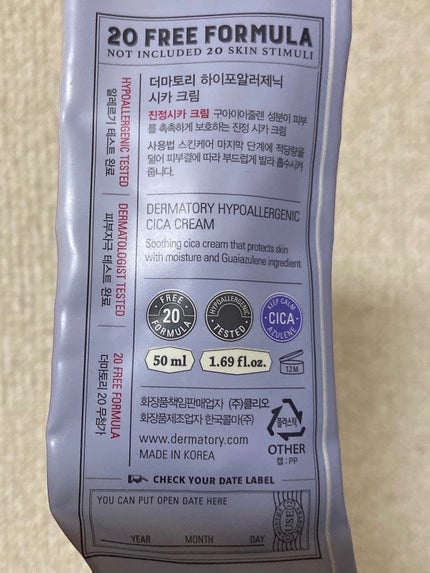 20 FREE FORMULA
NOT INCLUDED 20 SKIN STIMULI
HYPOALLERGENIC TESTED
알레르기 테스트 완료
DERMATOLOGIST TESTED
피부자극 테스트 완료
20 FREE FORMULA
더마토리 20 무첨가
더마토리 하이포알러제닉
시카 크림
진정시카 크림 구아이아줄렌 성분이 피부
를 촉촉하게 보호하는 진정 시카 크림
사용법 스킨케어 마지막 단계에 적당량을
덜어 피부결에 따라 부드럽게 발라 흡수시켜
줍니다.
DERMATORY HYPOALLERGENIC
CICA CREAM
Soothing cica cream that protects skin
with moisture and Guaiazulene ingredient.
FREE
20
FORMULA
HYPOALLERGENIC
TESTED
KEEP CALM
CICA
AZULENE
50 ml
1.69 fl.oz.
12M
화장품책임판매업자 (주)클리오
화장품제조업자 한국콜마(주)
www.dermatory.com
MADE IN KOREA
플라스틱
OTHER
캡 : PP
CHECK YOUR DATE LABEL
YOU CAN PUT OPEN DATE HERE
YEAR MONTH DAY
USE